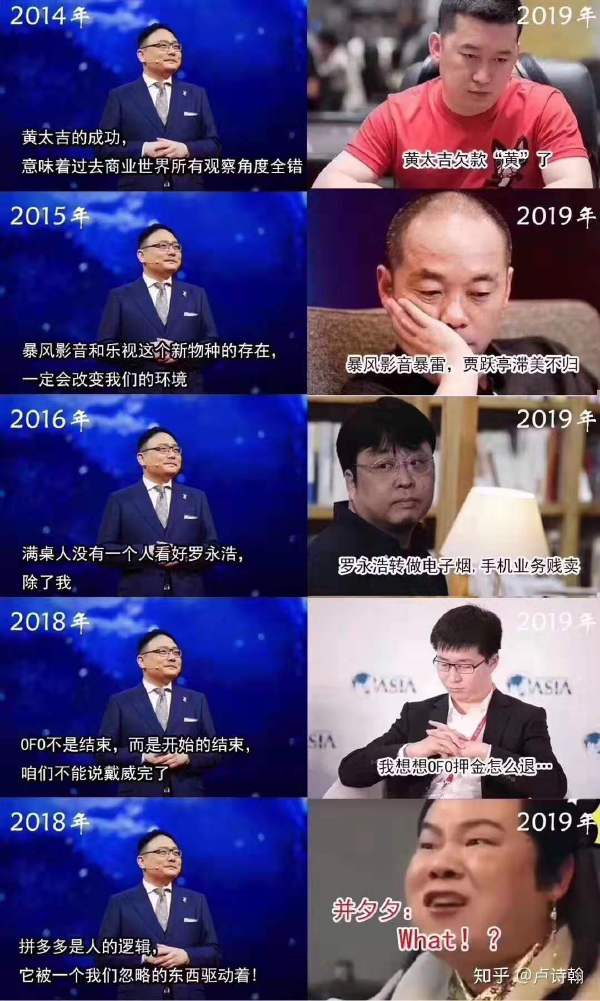 2014年
2019年
黄太吉的成功，
意味着过去商业世界所有观察角度全错
黄太吉欠款“黄”了
2015年
2019年
暴风影音和乐视这个新物种的存在，
一定会改变我们的环境
暴风影音暴雷，贾跃亭滞美不归
2016年
2019年
满桌人没有一个人看好罗永浩，
除了我
罗永浩转做电子烟.手机业务贱卖
2018年
2019年
OFO不是结束，而是开始的结束，
咱们不能说戴威完了
ASIA
ASIA
SIA
我想想OFO押金怎么退…
2018年
2019年
拼多多是人的逻辑，
它被一个我们忽略的东西驱动着！
并夕夕：
What！？
知乎 @卢诗翰